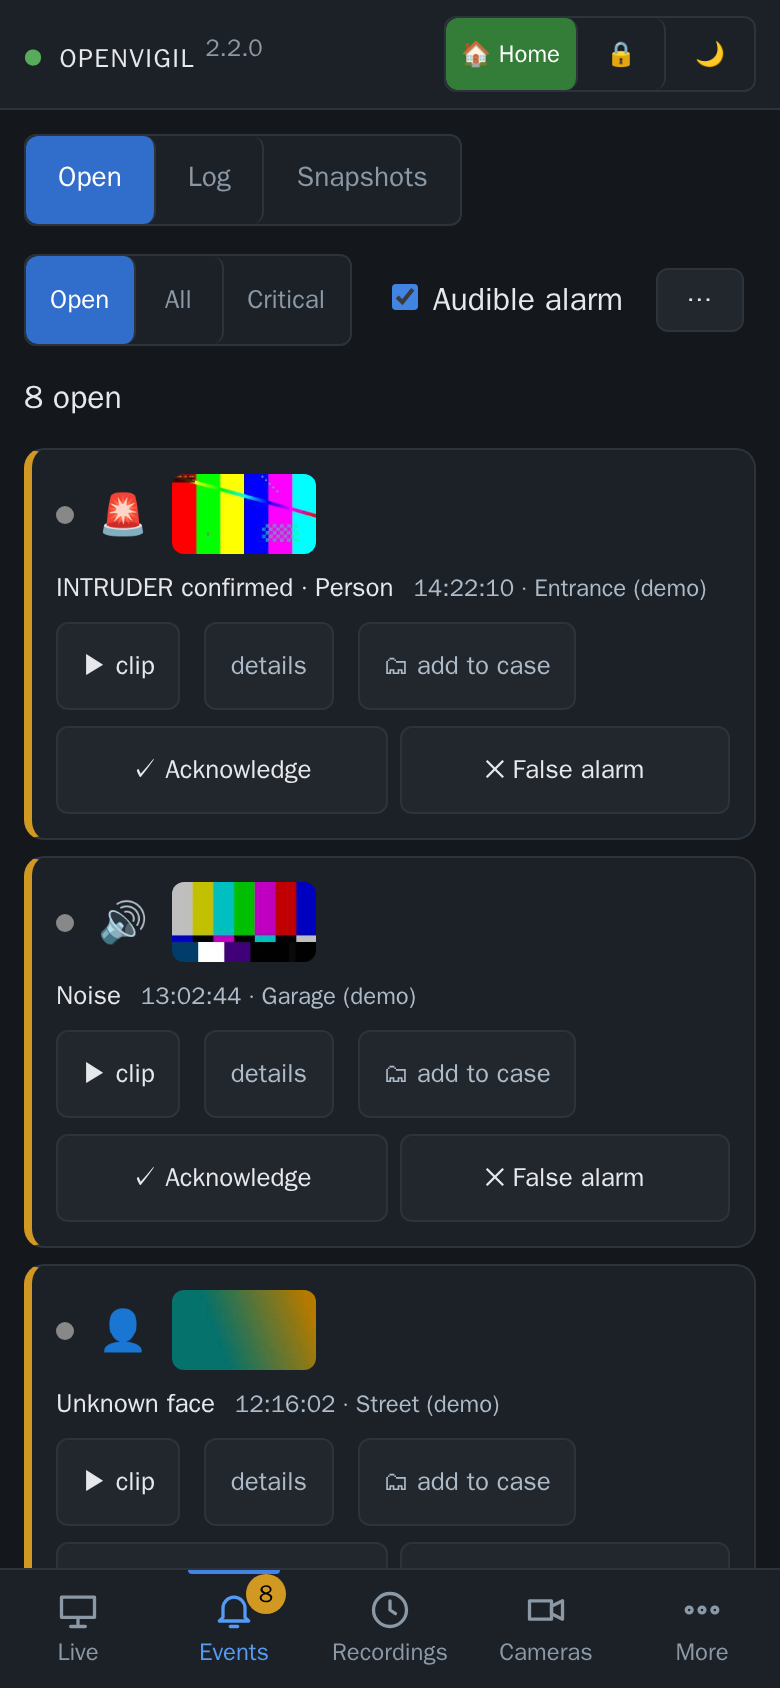 OPENVIGIL 2.2.0 Home
Open Log Snapshots
Open All Critical Audible alarm ...
8 open
INTRUDER confirmed · Person 14:22:10 · Entrance (demo)
▶ clip details add to case
✓ Acknowledge ✕ False alarm
Noise 13:02:44 · Garage (demo)
▶ clip details add to case
✓ Acknowledge ✕ False alarm
Unknown face 12:16:02 · Street (demo)
▶ clip details add to case
8
Live Events Recordings Cameras More